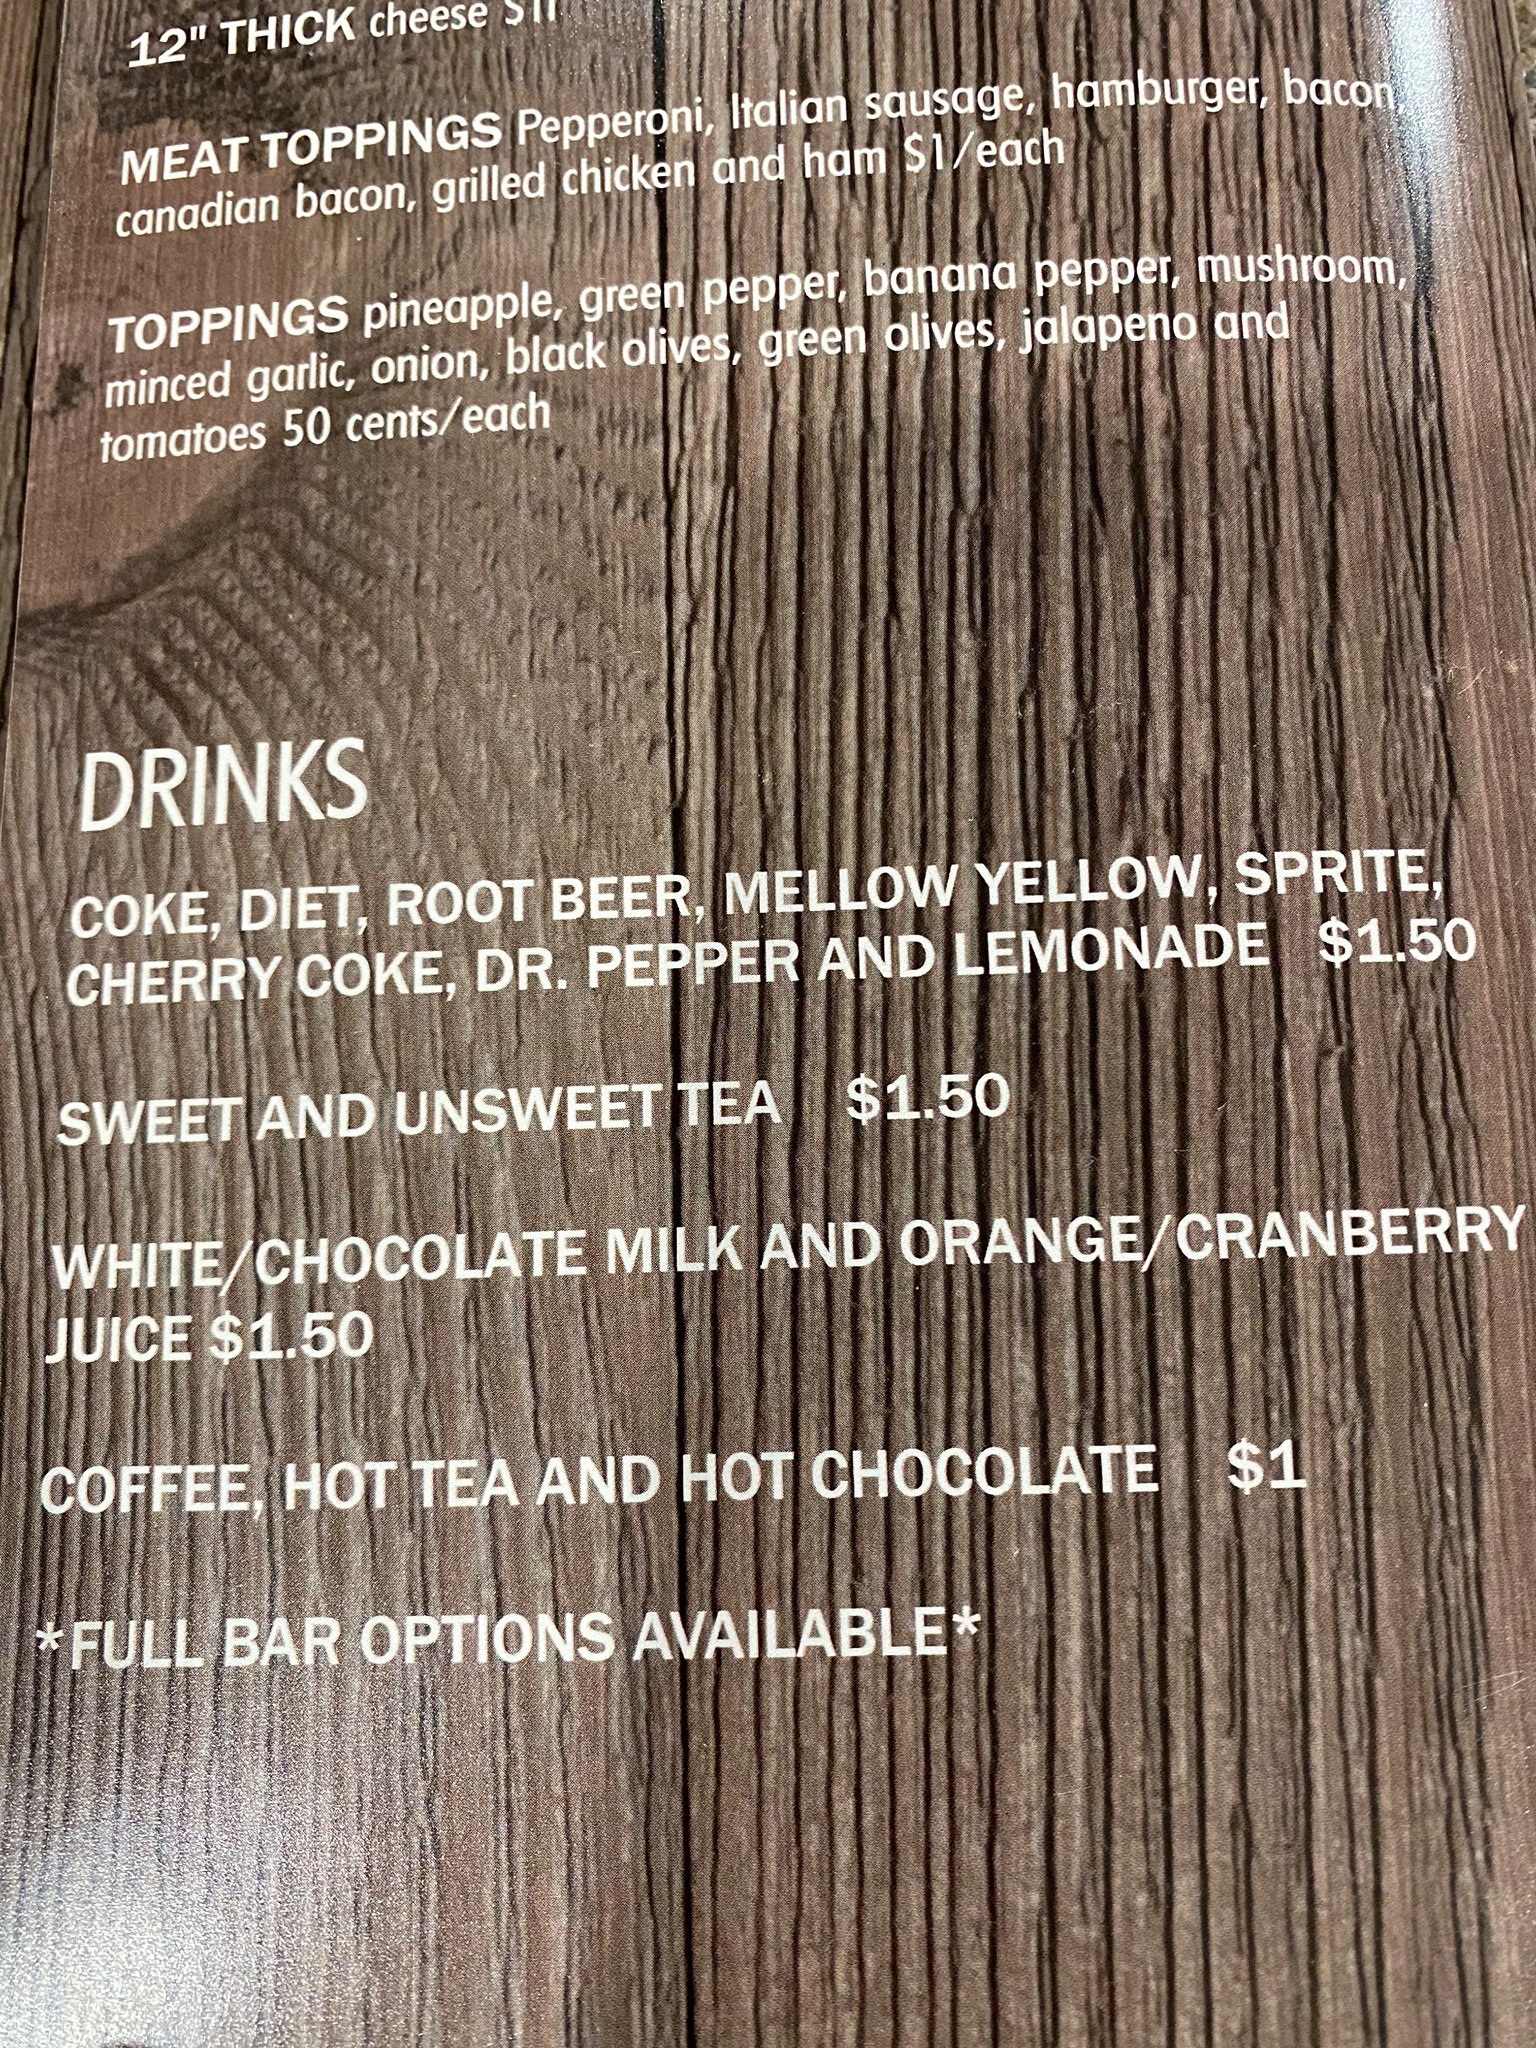 12" THICK cheese $11
MEAT TOPPINGS Pepperoni, Italian sausage, hamburger, bacon,
canadian bacon, grilled chicken and ham $1/each
TOPPINGS pineapple, green pepper, banana pepper, mushroom,
minced garlic, onion, black olives, green olives, jalapeno and
tomatoes 50 cents/each
DRINKS
COKE, DIET, ROOT BEER, MELLOW YELLOW, SPRITE,
CHERRY COKE, DR. PEPPER AND LEMONADE $1.50
SWEET AND UNSWEET TEA $1.50
WHITE/CHOCOLATE MILK AND ORANGE/CRANBERRY
JUICE $1.50
COFFEE, HOT TEA AND HOT CHOCOLATE $1
*FULL BAR OPTIONS AVAILABLE*